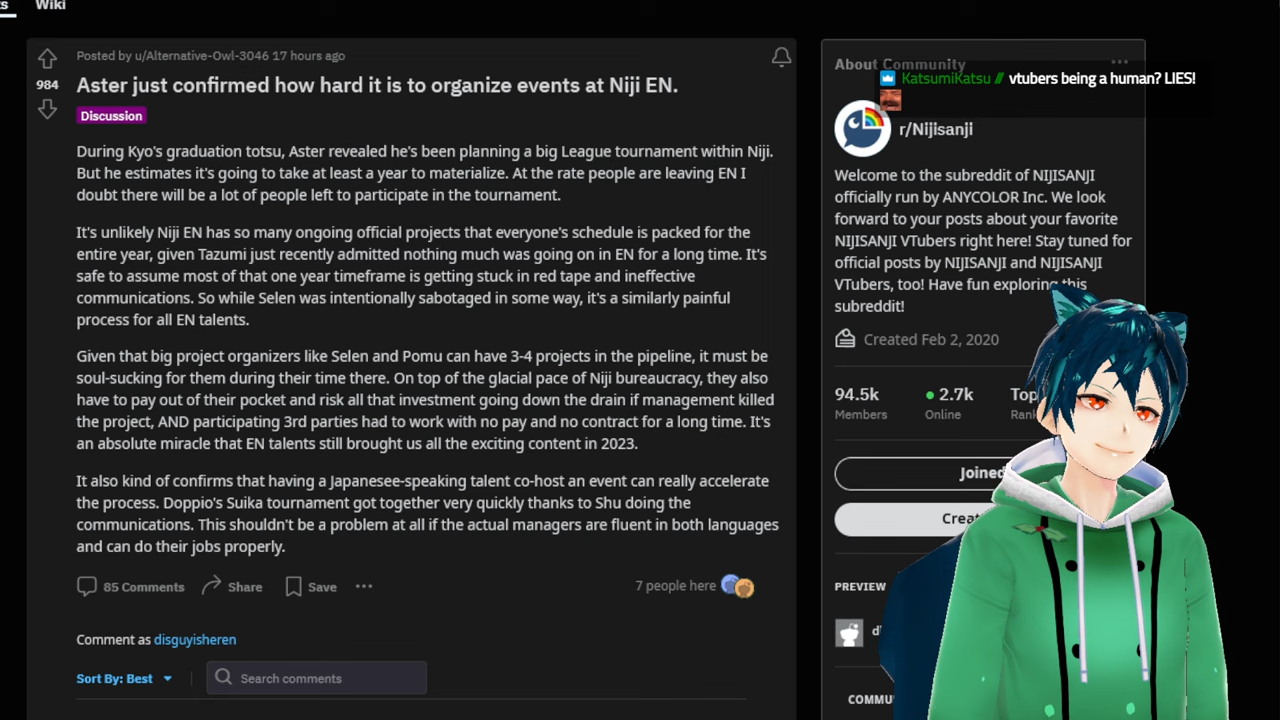 ts Wiki
Posted by u/Alternative-Owl-3046 17 hours ago
984
Aster just confirmed how hard it is to organize events at Niji EN.
Discussion
During Kyo's graduation totsu, Aster revealed he's been planning a big League tournament within Niji.
But he estimates it's going to take at least a year to materialize. At the rate people are leaving EN I
doubt there will be a lot of people left to participate in the tournament.
It's unlikely Niji EN has so many ongoing official projects that everyone's schedule is packed for the
entire year, given Tazumi just recently admitted nothing much was going on in EN for a long time. It's
safe to assume most of that one year timeframe is getting stuck in red tape and ineffective
communications. So while Selen was intentionally sabotaged in some way, it's a similarly painful
process for all EN talents.
Given that big project organizers like Selen and Pomu can have 3-4 projects in the pipeline, it must be
soul-sucking for them during their time there. On top of the glacial pace of Niji bureaucracy, they also
have to pay out of their pocket and risk all that investment going down the drain if management killed
the project, AND participating 3rd parties had to work with no pay and no contract for a long time. It's
an absolute miracle that EN talents still brought us all the exciting content in 2023.
It also kind of confirms that having a Japanesee-speaking talent co-host an event can really accelerate
the process. Doppio's Suika tournament got together very quickly thanks to Shu doing the
communications. This shouldn't be a problem at all if the actual managers are fluent in both languages
and can do their jobs properly.
85 Comments Share Save ...
7 people here
Comment as disguyisheren
Sort By: Best
Search comments
About Community
KatsumiKatsu // vtubers being a human? LIES!
r/Nijisanji
Welcome to the subreddit of NIJISANJI
officially run by ANYCOLOR Inc. We look
forward to your posts about your favorite
NIJISANJI VTubers right here! Stay tuned for
official posts by NIJISANJI and NIJISANJI
VTubers, too! Have fun exploring this
subreddit!
Created Feb 2, 2020
94.5k 2.7k Top
Members Online Ran
Joined
Crea
PREVIEW
d
COMMU